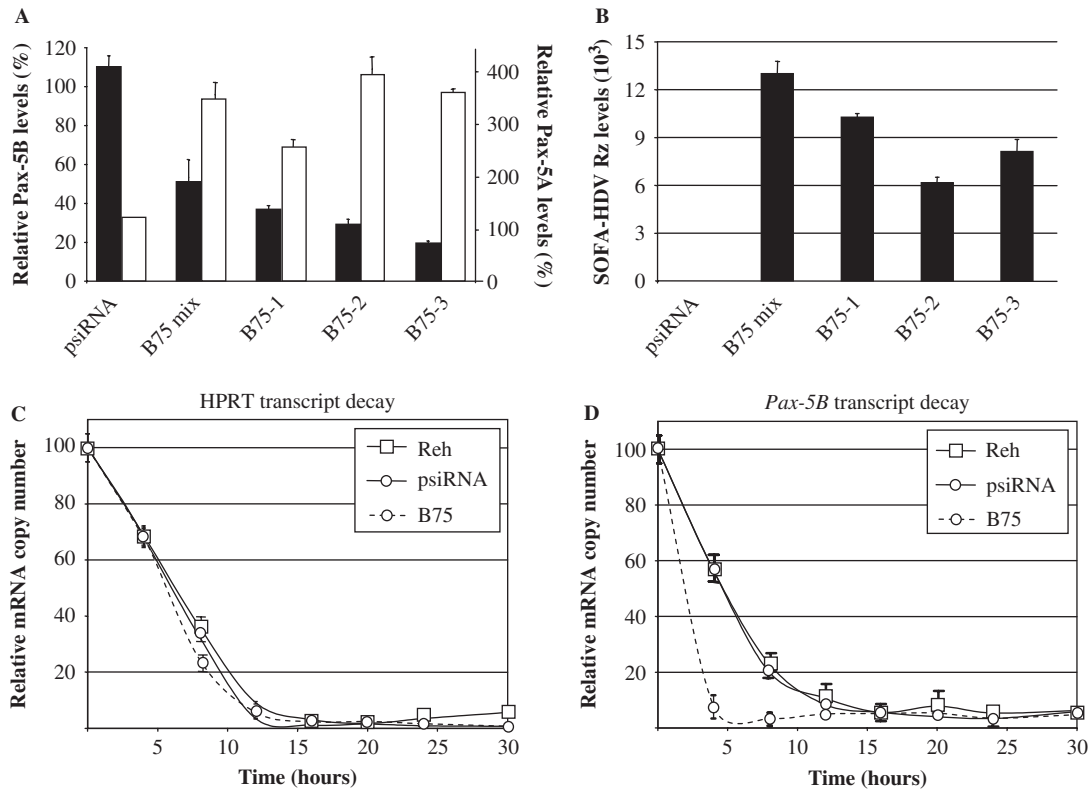 A
Relative Pax-5B levels (%)
120
100
80
60
40
20
0
400
300
200
100
0
Relative Pax-5A levels (%)
psiRNA
B75 mix
B75-1
B75-2
B75-3
B
SOFA-HDV Rz levels (10³)
15
12
9
6
3
0
psiRNA
B75 mix
B75-1
B75-2
B75-3
C
HPRT transcript decay
Relative mRNA copy number
100
80
60
40
20
Reh
psiRNA
B75
5
10
15
20
25
30
Time (hours)
D
Pax-5B transcript decay
Relative mRNA copy number
100
80
60
40
20
Reh
psiRNA
B75
5
10
15
20
25
30
Time (hours)